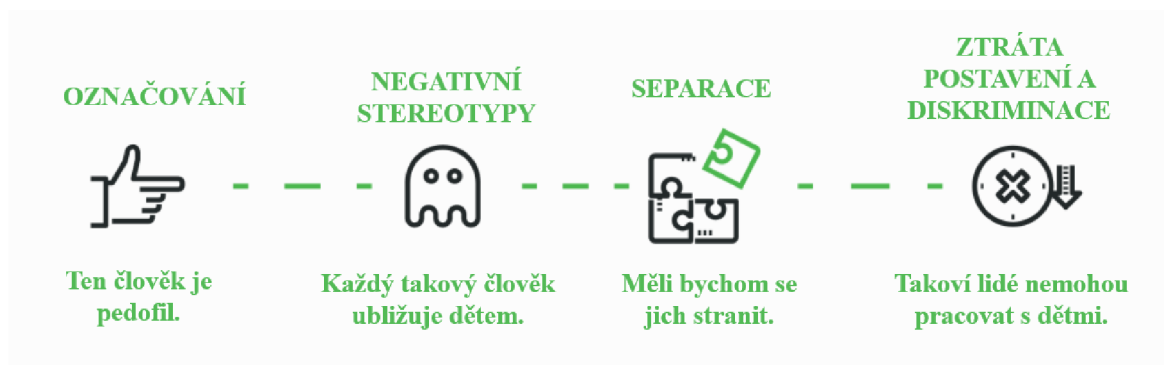 OZNAČOVÁNÍ
Ten člověk je
pedofil.
NEGATIVNÍ
STEREOTYPY
Každý takový člověk
ubližuje dětem.
SEPARACE
Měli bychom se
jich stranit.
ZTRÁTA
POSTAVENÍ A
DISKRIMINACE
Takoví lidé nemohou
pracovat s dětmi.